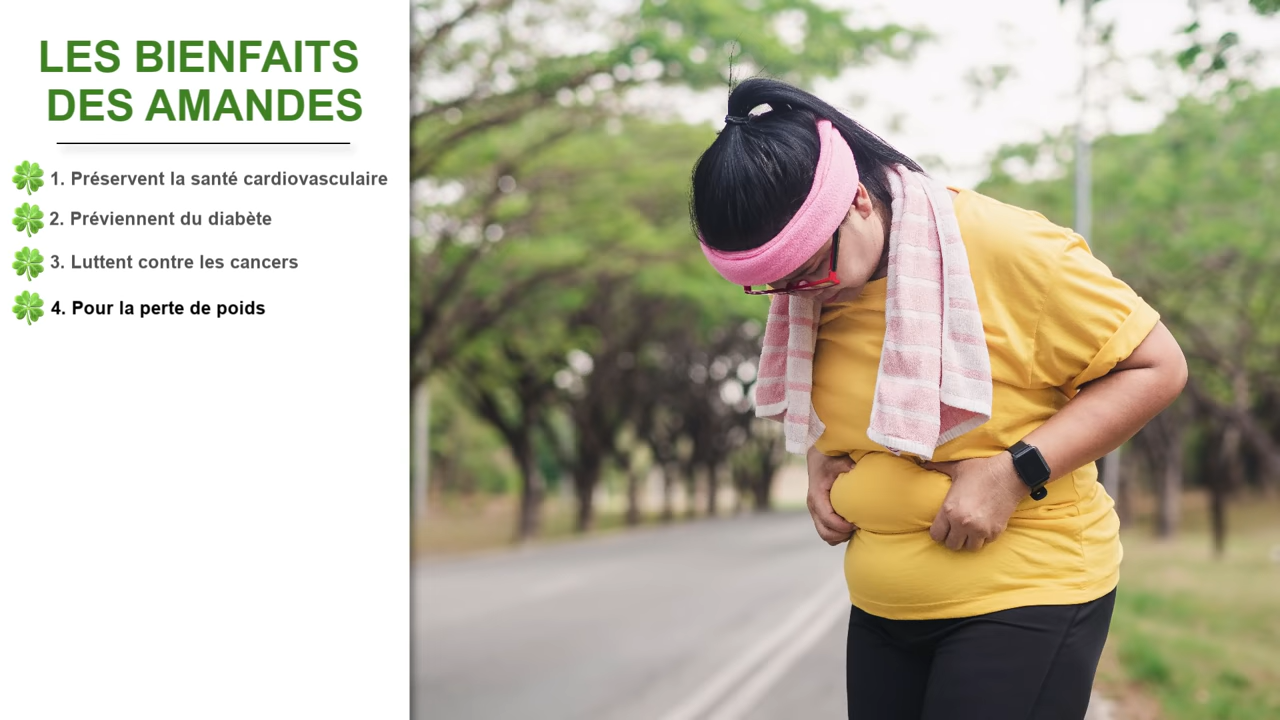 LES BIENFAITS
DES AMANDES
1. Préservent la santé cardiovasculaire
2. Préviennent du diabète
3. Luttent contre les cancers
4. Pour la perte de poids